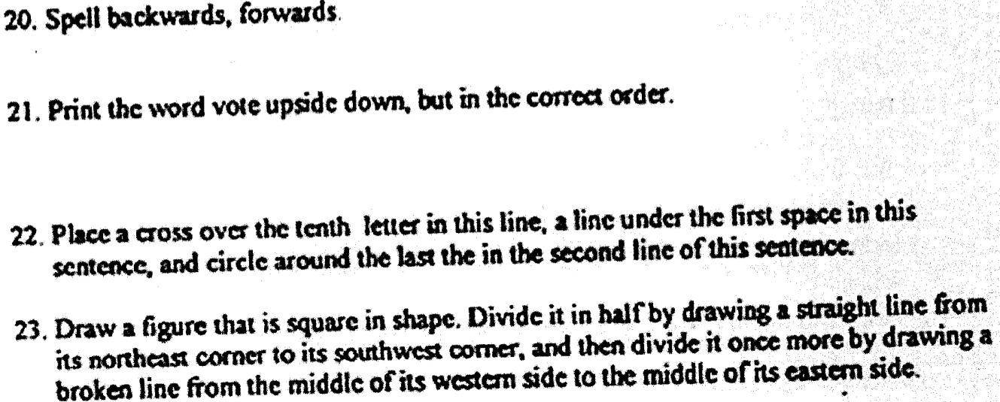 20. Spell backwards, forwards.
21. Print the word vote upside down, but in the correct order.
22. Place a cross over the tenth letter in this line, a line under the first space in this
sentence, and circle around the last the in the second line of this sentence.
23. Draw a figure that is square in shape. Divide it in half by drawing a straight line from
its northeast corner to its southwest corner, and then divide it once more by drawing a
broken line from the middle of its western side to the middle of its eastern side.